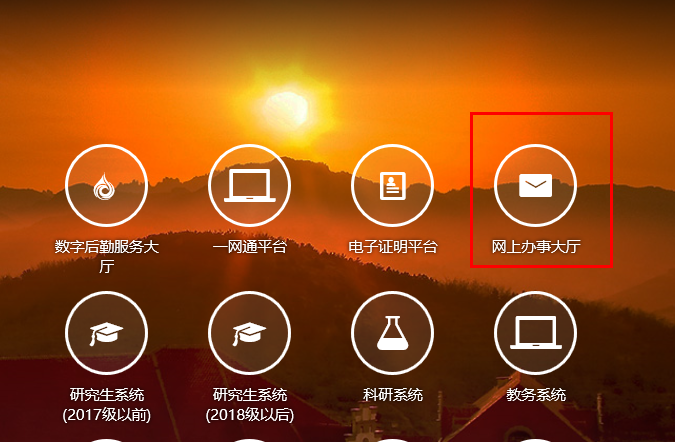 数字后勤服务大
厅
一网通平台
电子证明平台
网上办事大厅
研究生系统
(2017级以前)
研究生系统
(2018级以后)
科研系统
教务系统